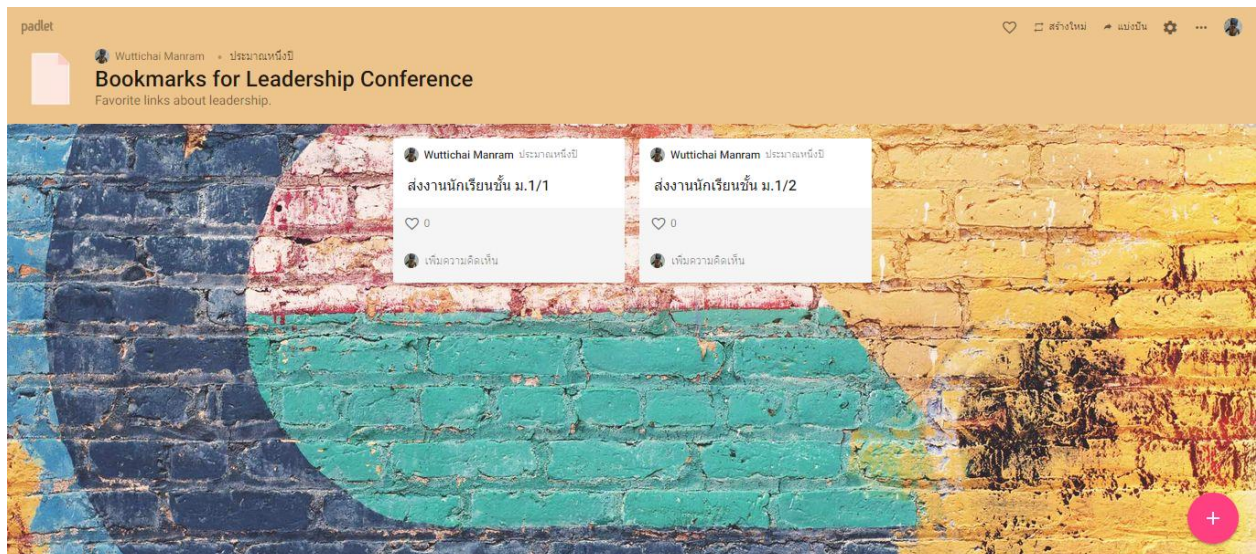 padlet
สร้างใหม่ แบ่งปัน
Wuttichai Manram • ประมาณหนึ่งปี
Bookmarks for Leadership Conference
Favorite links about leadership.
Wuttichai Manram ประมาณหนึ่งปี
ส่งงานนักเรียนชั้น ม.1/1
0
เพิ่มความคิดเห็น
Wuttichai Manram ประมาณหนึ่งปี
ส่งงานนักเรียนชั้น ม.1/2
0
เพิ่มความคิดเห็น